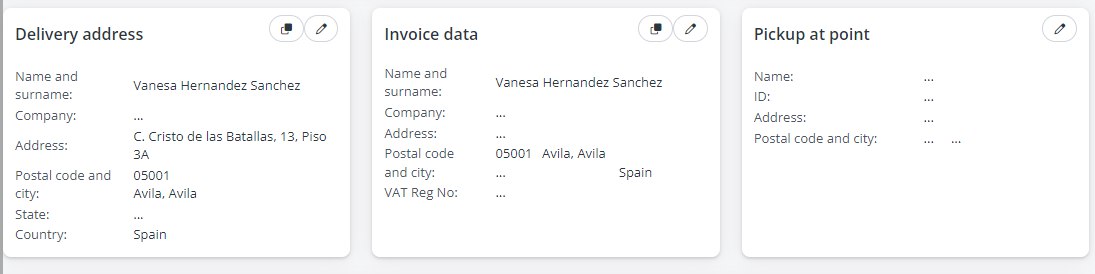 Delivery address
Name and surname: Vanesa Hernandez Sanchez
Company: ...
Address: C. Cristo de las Batallas, 13, Piso 3A
Postal code and city: 05001 Avila, Avila
State: ...
Country: Spain
Invoice data
Name and surname: Vanesa Hernandez Sanchez
Company: ...
Address: ...
Postal code and city: 05001 Avila, Avila
... Spain
VAT Reg No: ...
Pickup at point
Name: ...
ID: ...
Address: ...
Postal code and city: ... ...